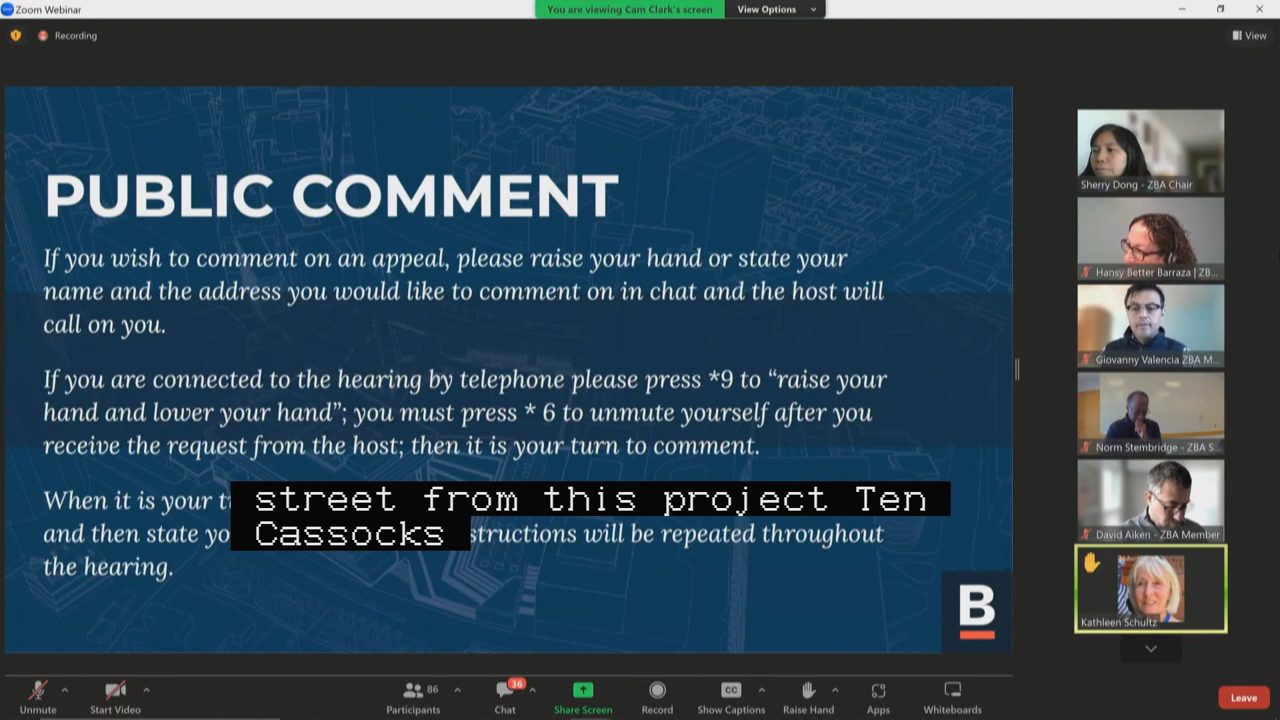 Zoom Webinar
You are viewing Cam Clark's screen
View Options
Recording
View
PUBLIC COMMENT
If you wish to comment on an appeal, please raise your hand or state your
name and the address you would like to comment on in chat and the host will
call on you.
If you are connected to the hearing by telephone please press *9 to “raise your
hand and lower your hand”; you must press * 6 to unmute yourself after you
receive the request from the host; then it is your turn to comment.
When it is your
and then state structions will be repeated throughout
the hearing.
street from this project Ten
Cassocks
B
Sherry Dong - ZBA Chair
Hansy Better Barraza | ZB...
Giovanny Valencia ZBA M...
Norm Stembridge - ZBA S...
David Aiken - ZBA Member
Kathleen Schultz
Unmute
Start Video
86
Participants
36
Chat
Share Screen
Record
CC
Show Captions
Raise Hand
Apps
Whiteboards
Leave